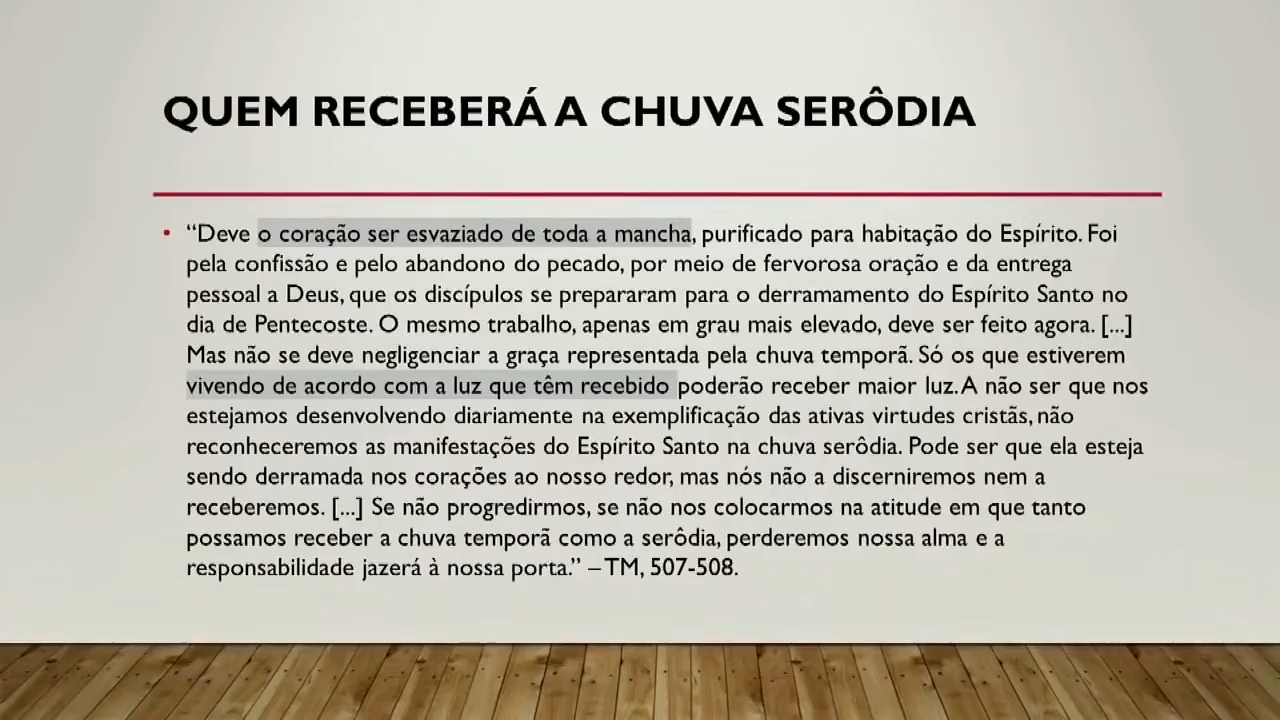 QUEM RECEBERÁ A CHUVA SERÔDIA
• “Deve o coração ser esvaziado de toda a mancha, purificado para habitação do Espírito. Foi
pela confissão e pelo abandono do pecado, por meio de fervorosa oração e da entrega
pessoal a Deus, que os discípulos se prepararam para o derramamento do Espírito Santo no
dia de Pentecoste. O mesmo trabalho, apenas em grau mais elevado, deve ser feito agora. [...]
Mas não se deve negligenciar a graça representada pela chuva temporã. Só os que estiverem
vivendo de acordo com a luz que têm recebido poderão receber maior luz. A não ser que nos
estejamos desenvolvendo diariamente na exemplificação das ativas virtudes cristãs, não
reconheceremos as manifestações do Espírito Santo na chuva serôdia. Pode ser que ela esteja
sendo derramada nos corações ao nosso redor, mas nós não a discerniremos nem a
receberemos. [...] Se não progredirmos, se não nos colocarmos na atitude em que tanto
possamos receber a chuva temporã como a serôdia, perderemos nossa alma e a
responsabilidade jazerá à nossa porta.” – TM, 507-508.